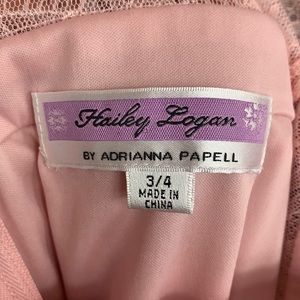 Hailey Logan
BY ADRIANNA PAPELL
3/4
MADE IN
CHINA